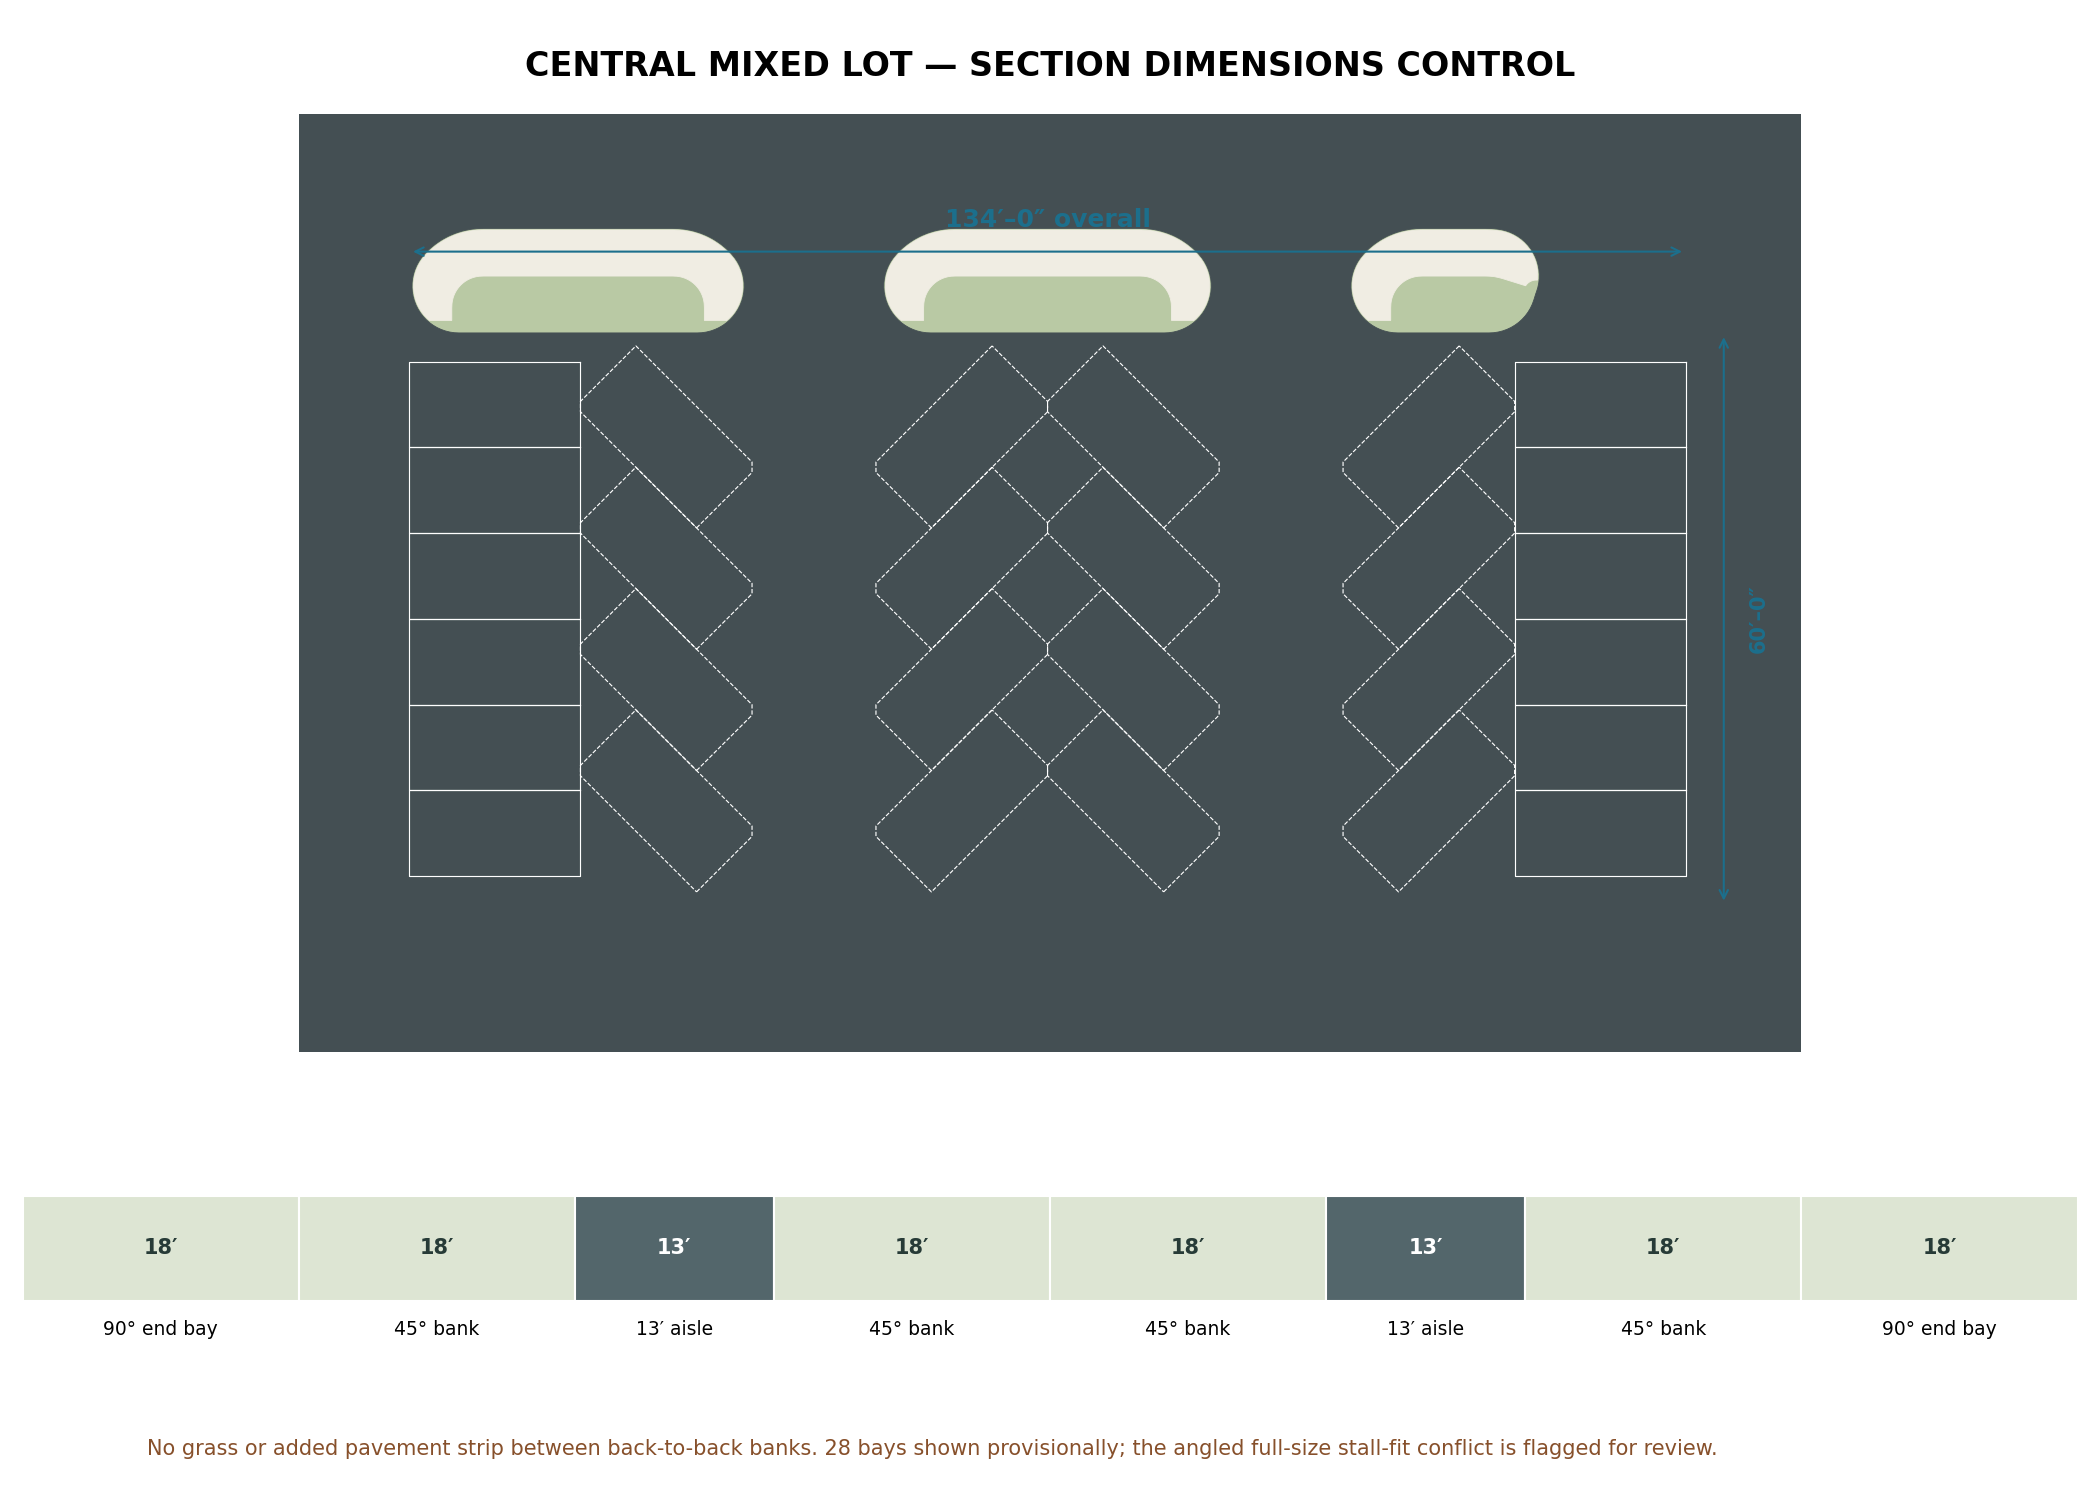 CENTRAL MIXED LOT — SECTION DIMENSIONS CONTROL
134′–0″ overall
60′–0″
18′ 18′ 13′ 18′ 18′ 13′ 18′ 18′
90° end bay 45° bank 13′ aisle 45° bank 45° bank 13′ aisle 45° bank 90° end bay
No grass or added pavement strip between back-to-back banks. 28 bays shown provisionally; the angled full-size stall-fit conflict is flagged for review.